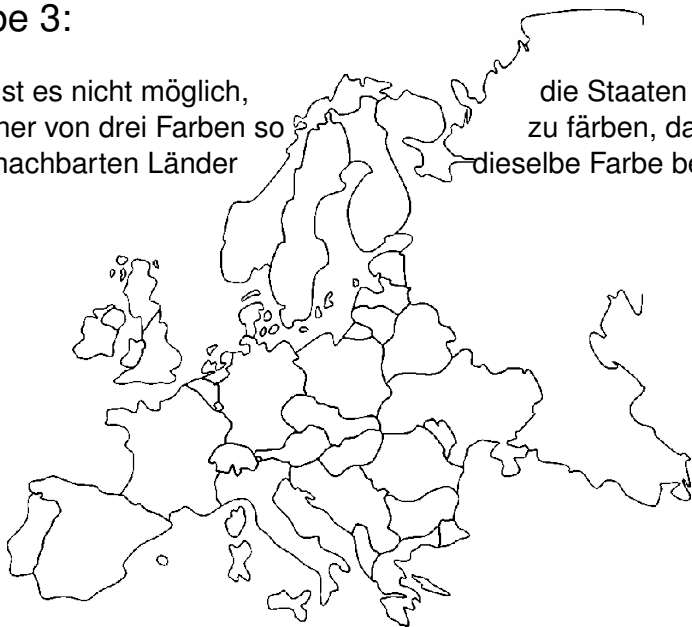 be 3:
st es nicht möglich, die Staaten
ner von drei Farben so zu färben, da
nachbarten Länder dieselbe Farbe be